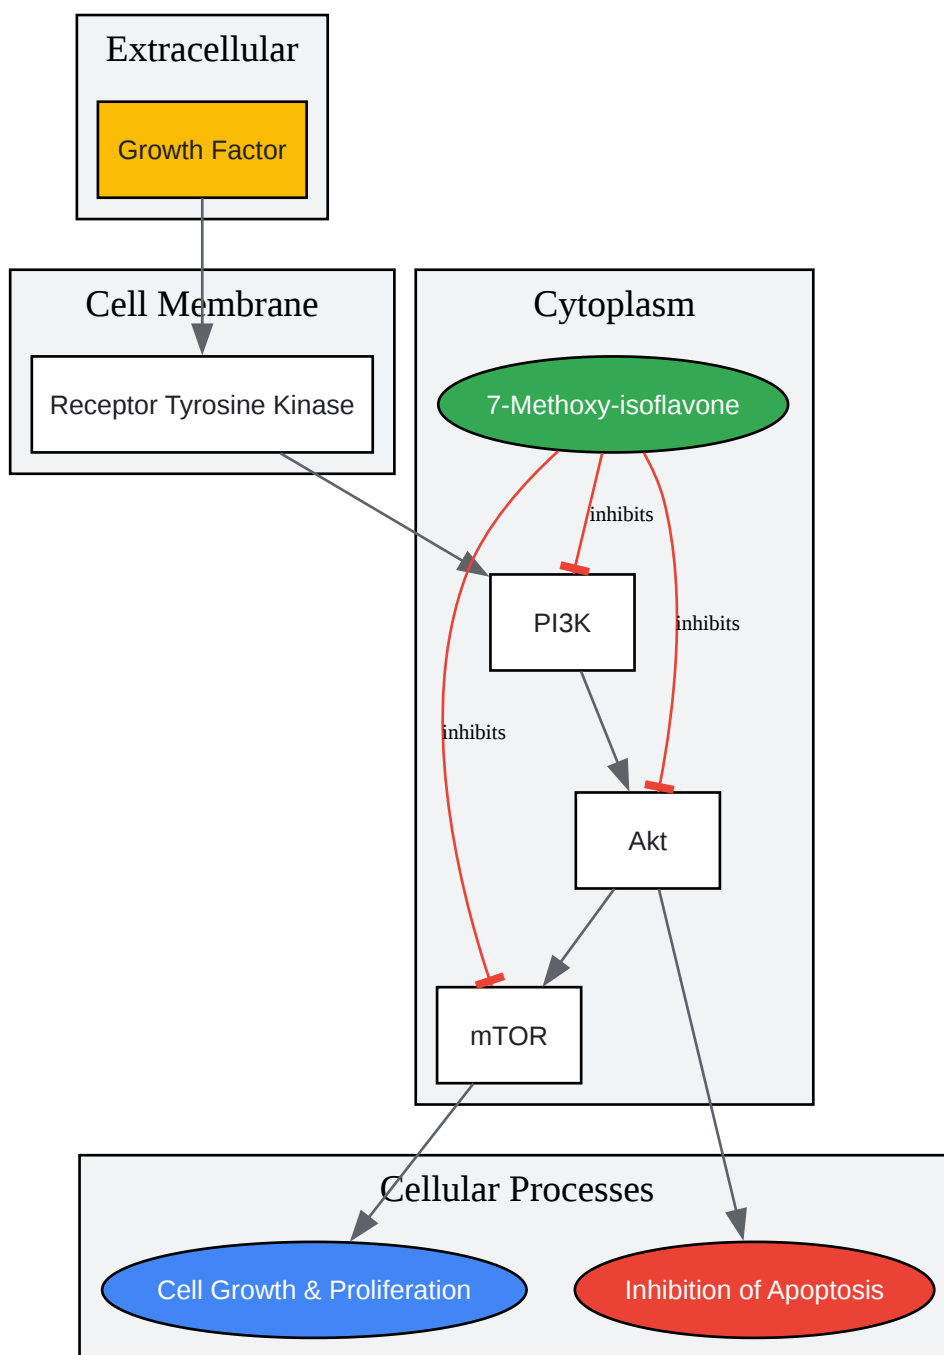 Extracellular
Growth Factor
Cell Membrane
Receptor Tyrosine Kinase
Cytoplasm
7-Methoxy-isoflavone
inhibits
PI3K
inhibits
inhibits
Akt
mTOR
Cellular Processes
Cell Growth & Proliferation
Inhibition of Apoptosis